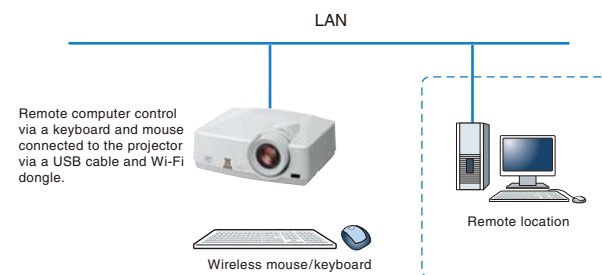 LAN
Remote computer control
via a keyboard and mouse
connected to the projector
via a USB cable and Wi-Fi
dongle.
Remote location
Wireless mouse/keyboard